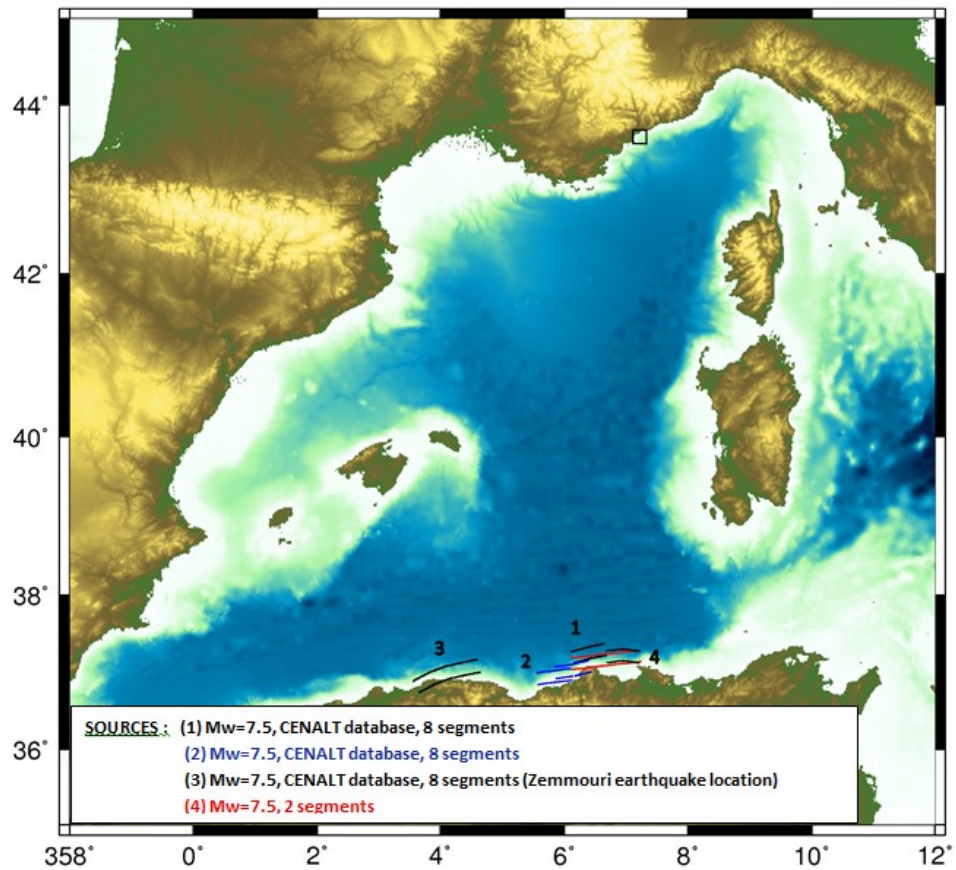 44°
42°
40°
38°
36°
1
3
2
4
SOURCES : (1) Mw=7.5, CENALT database, 8 segments
(2) Mw=7.5, CENALT database, 8 segments
(3) Mw=7.5, CENALT database, 8 segments (Zemmouri earthquake location)
(4) Mw=7.5, 2 segments
358° 0° 2° 4° 6° 8° 10° 12°